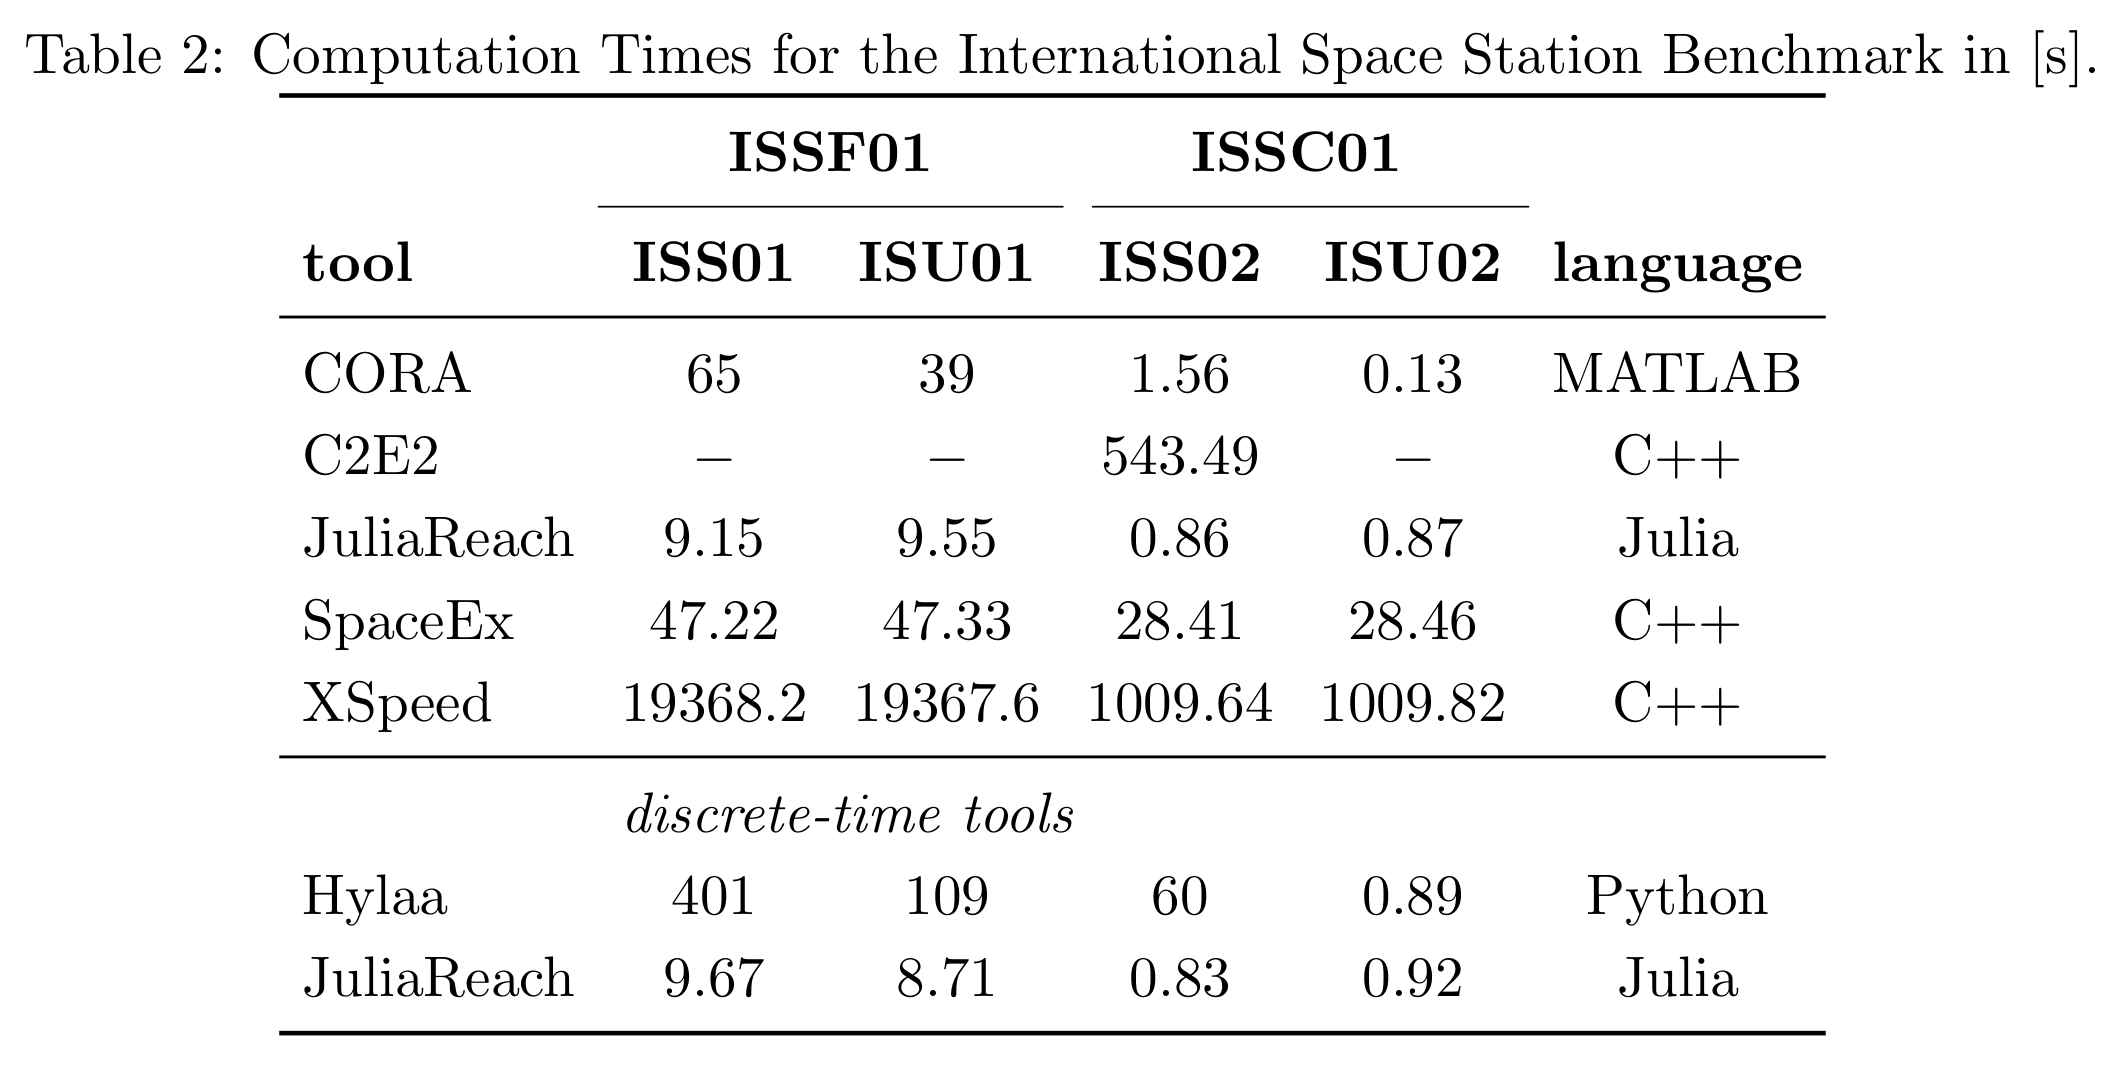 Table 2: Computation Times for the International Space Station Benchmark in [s].
ISSF01 ISSC01
tool ISS01 ISU01 ISS02 ISU02 language
CORA 65 39 1.56 0.13 MATLAB
C2E2 – – 543.49 – C++
JuliaReach 9.15 9.55 0.86 0.87 Julia
SpaceEx 47.22 47.33 28.41 28.46 C++
XSpeed 19368.2 19367.6 1009.64 1009.82 C++
discrete-time tools
Hylaa 401 109 60 0.89 Python
JuliaReach 9.67 8.71 0.83 0.92 Julia